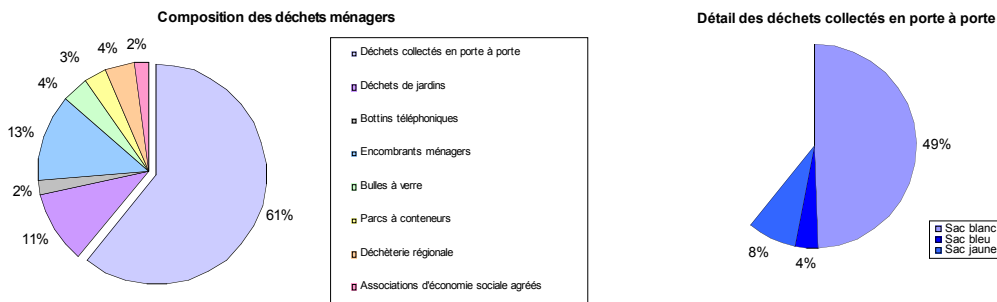 Composition des déchets ménagers
2%
4%
3%
4%
13%
2%
11%
61%
Déchets collectés en porte à porte
Déchets de jardins
Bottins téléphoniques
Encombrants ménagers
Bulles à verre
Parcs à conteneurs
Déchèterie régionale
Associations d'économie sociale agréés
Détail des déchets collectés en porte à porte
49%
8%
4%
Sac blanc
Sac bleu
Sac jaune